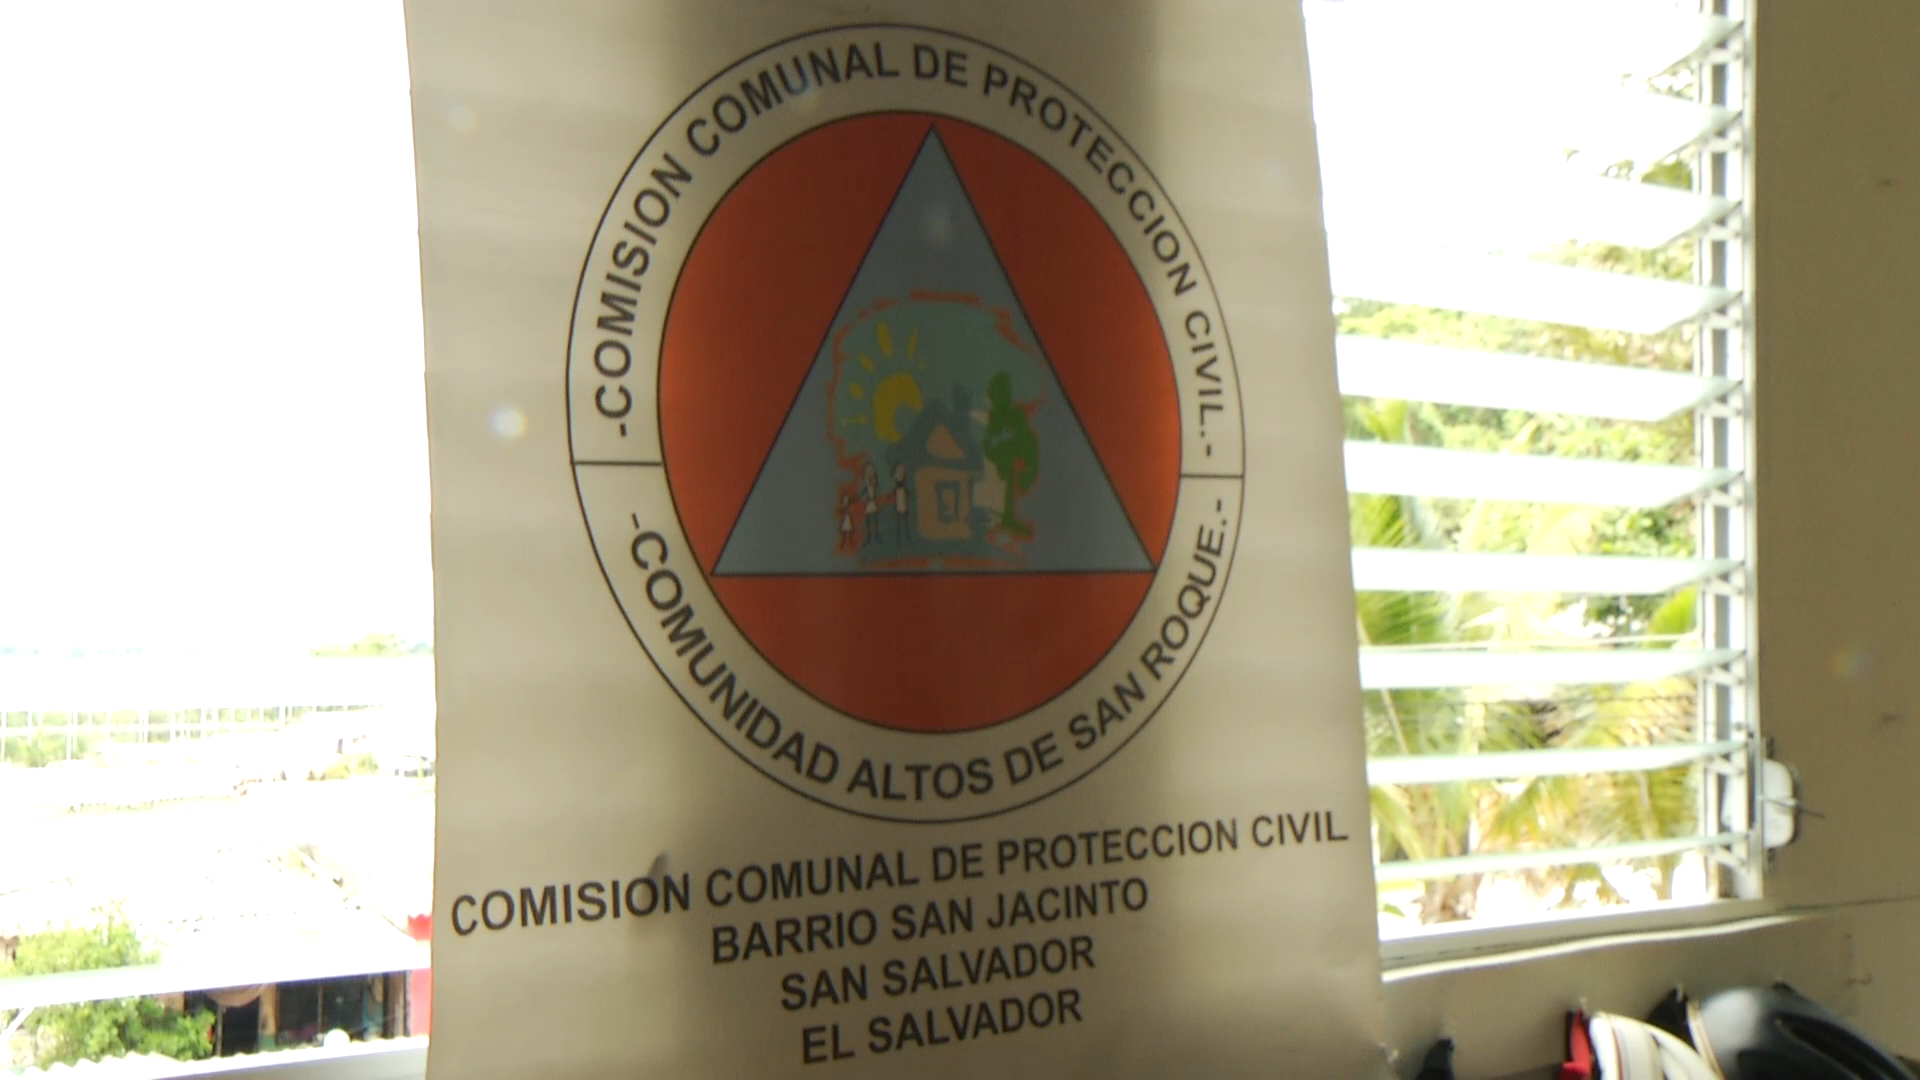 -COMISION COMUNAL DE PROTECCION CIVIL.-
-COMUNIDAD ALTOS DE SAN ROQUE.-
COMISION COMUNAL DE PROTECCION CIVIL
BARRIO SAN JACINTO
SAN SALVADOR
EL SALVADOR